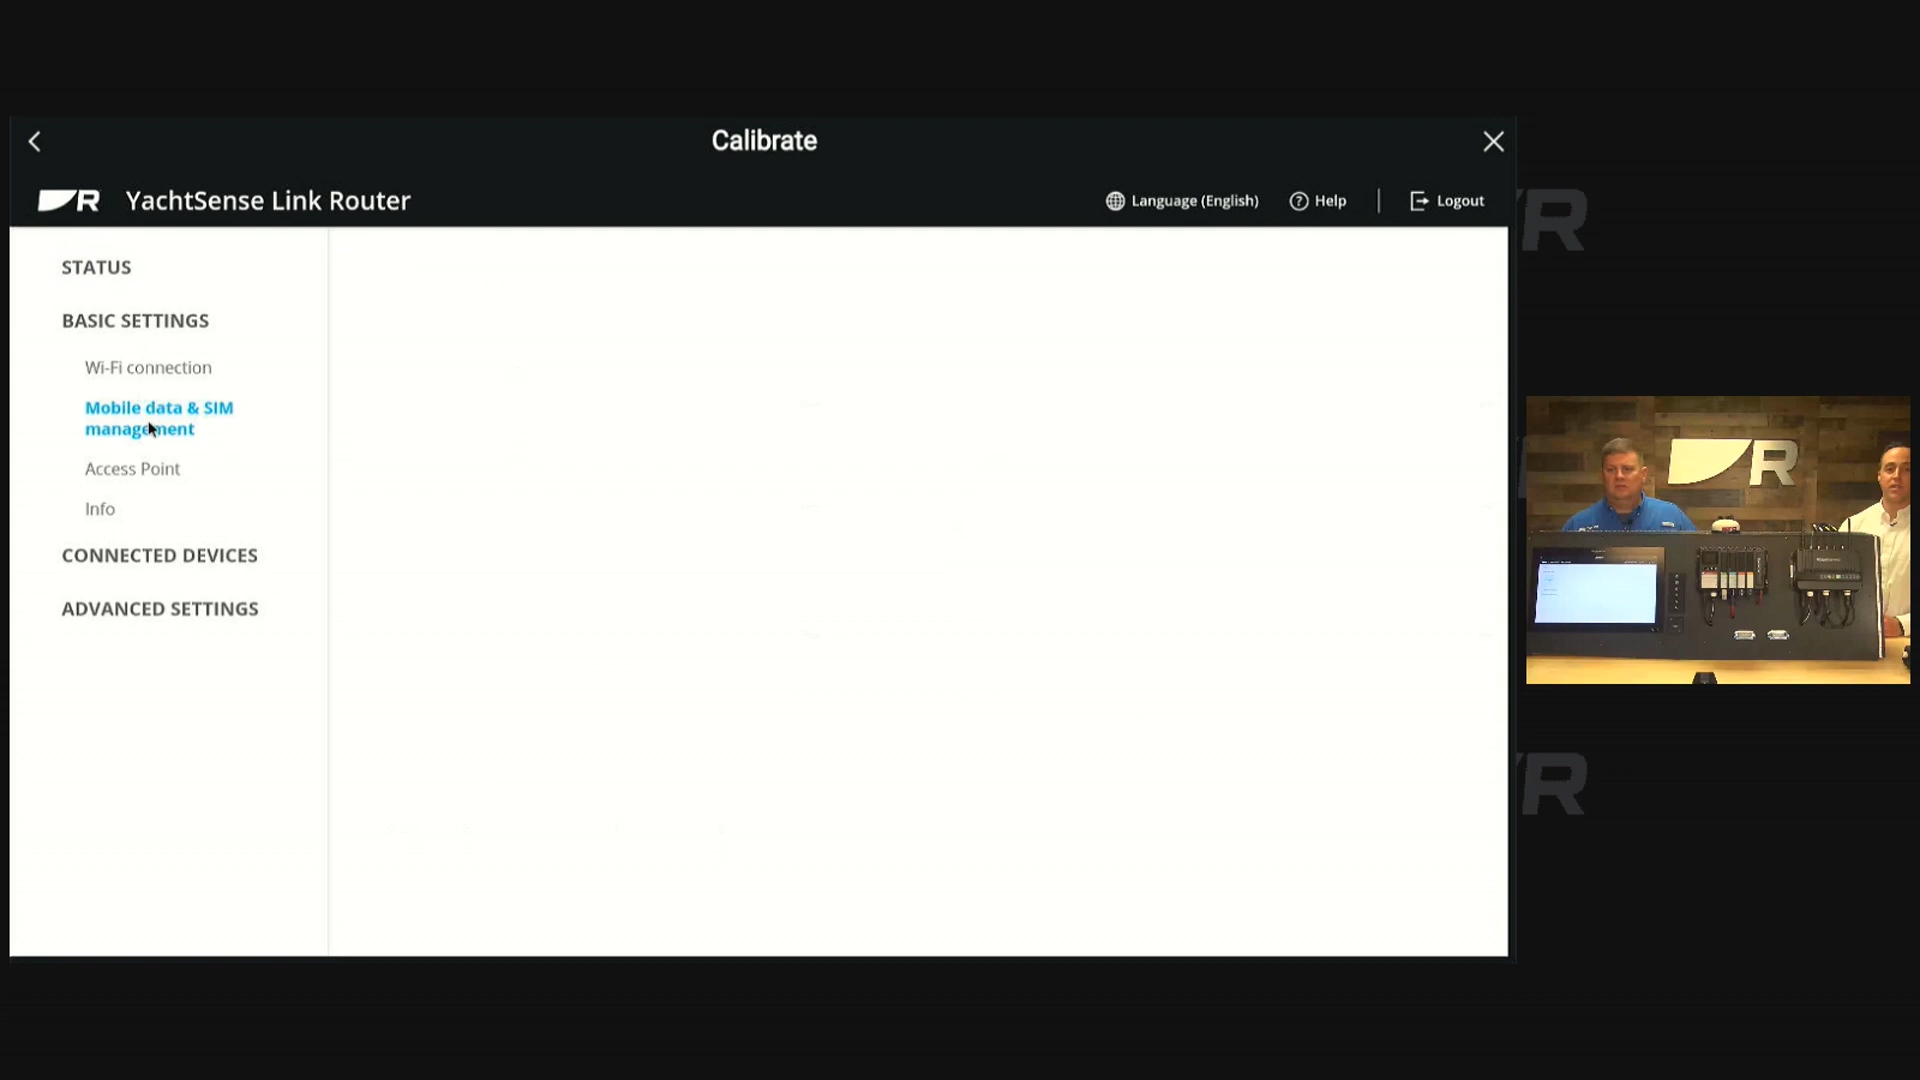 Calibrate
R YachtSense Link Router
Language (English)
Help
Logout
STATUS
BASIC SETTINGS
Wi-Fi connection
Mobile data & SIM
management
Access Point
Info
CONNECTED DEVICES
ADVANCED SETTINGS
R
R
R